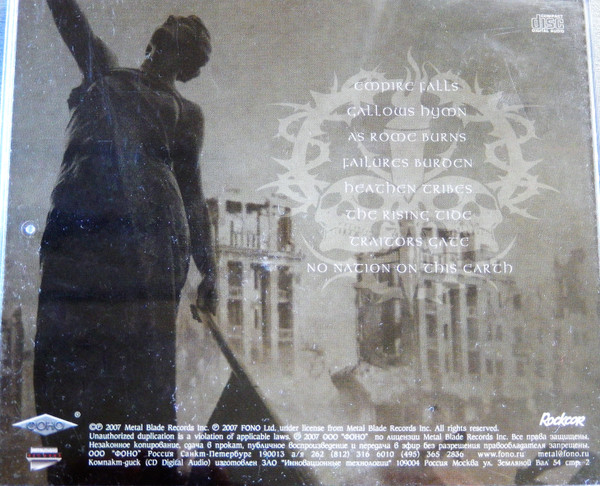 COMPACT
disc
DIGITAL AUDIO
EMPIRE FALLS
GALLOWS HYMN
AS ROME BURNS
FAILURES BURDEN
HEATHEN TRIBES
THE RISING TIDE
TRAITORS GATE
NO NATION ON THIS EARTH
ФОНО ®
Rockcor
©℗ 2007 Metal Blade Records Inc. ℗ 2007 FONO Ltd, under license from Metal Blade Records Inc. All rights reserved.
Unauthorized duplication is a violation of applicable laws. ℗ 2007 ООО "ФОНО" по лицензии Metal Blade Records Inc. Все права защищены.
Незаконное копирование, сдача в прокат, публичное воспроизведение и передача в эфир без разрешения правообладателя запрещены.
ООО "ФОНО" Россия Санкт-Петербург 190013 а/я 262 (812) 316 6010 (495) 365 2836 www.fono.ru metal@fono.ru
Компакт-диск (CD Digital Audio) изготовлен ЗАО "Инновационные технологии" 109004 Россия Москва ул. Земляной Вал 54 стр. 2